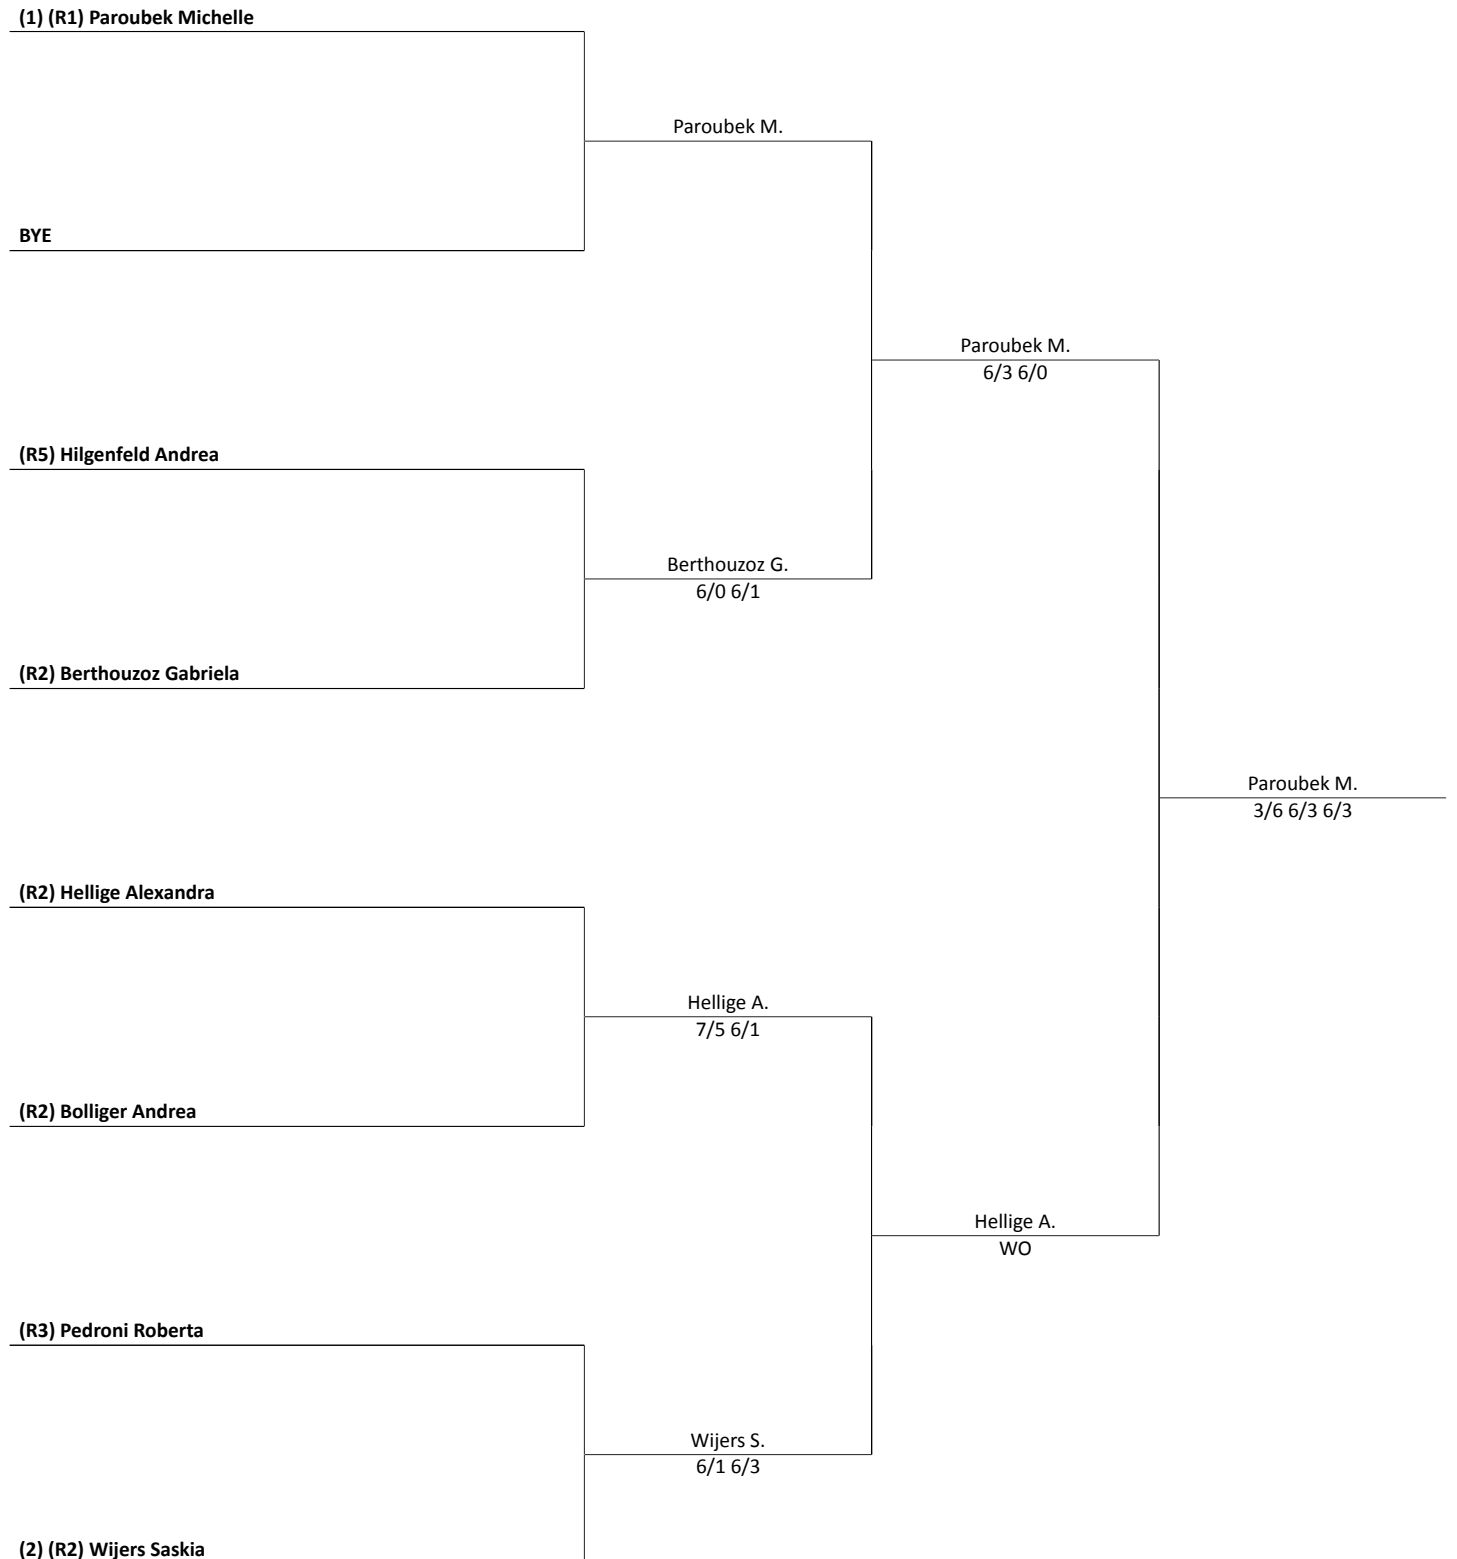 (1) (R1) Paroubek Michelle
Paroubek M.
BYE
Paroubek M.
6/3 6/0
(R5) Hilgenfeld Andrea
Berthouzoz G.
6/0 6/1
(R2) Berthouzoz Gabriela
Paroubek M.
3/6 6/3 6/3
(R2) Hellige Alexandra
Hellige A.
7/5 6/1
(R2) Bolliger Andrea
Hellige A.
WO
(R3) Pedroni Roberta
Wijers S.
6/1 6/3
(2) (R2) Wijers Saskia